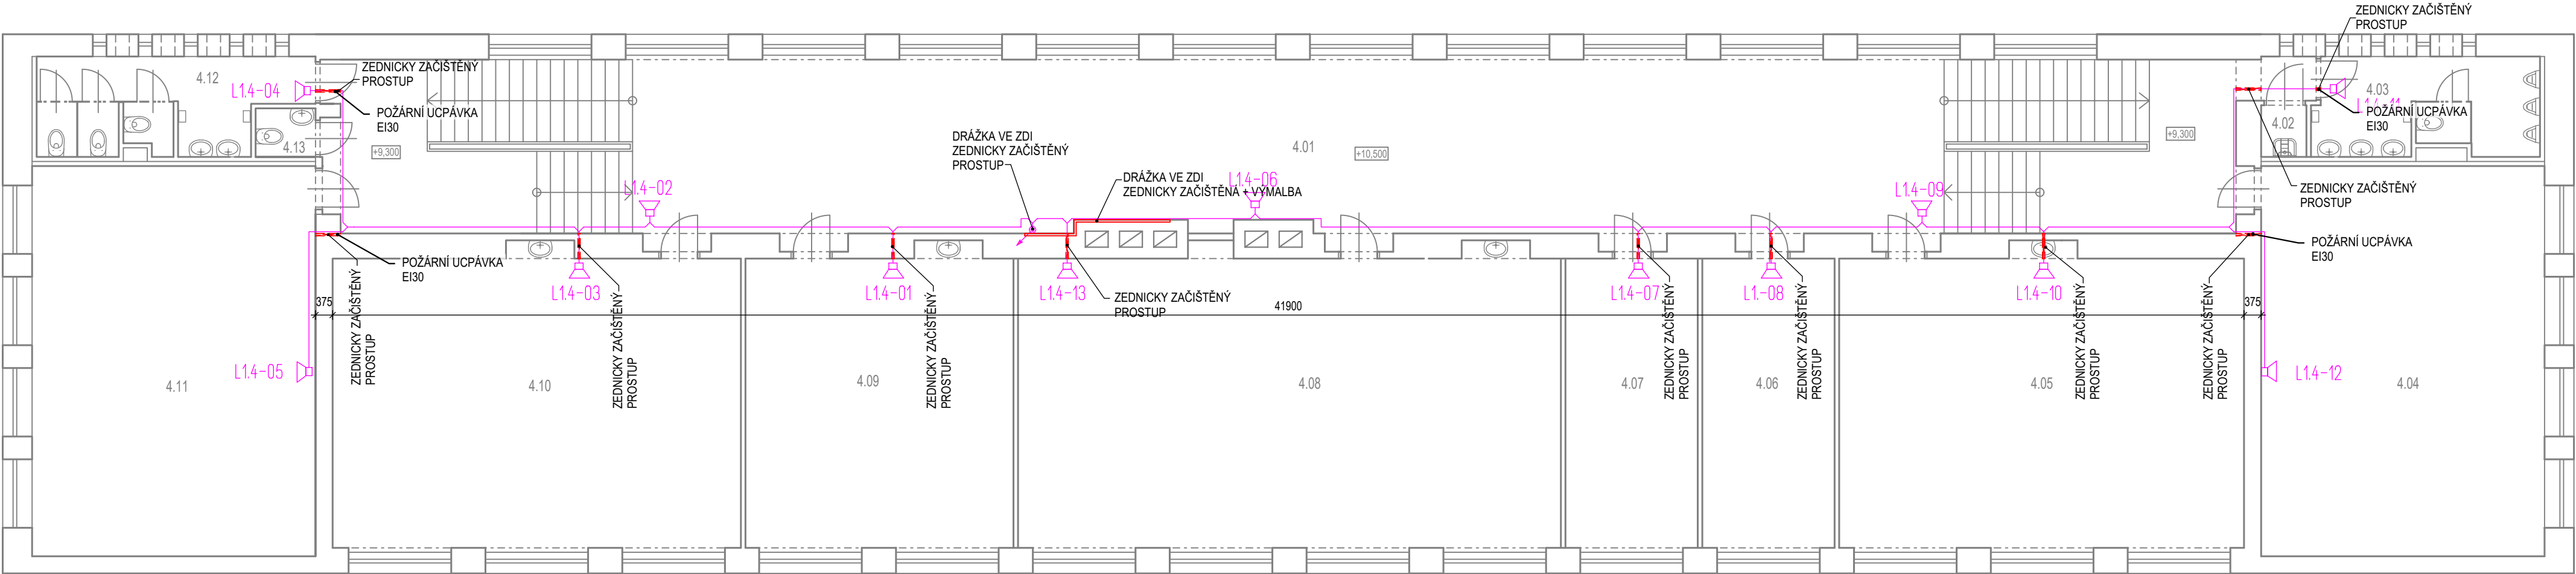 ZEDNICKY ZAČIŠTĚNÝ
PROSTUP
4.12
L1.4-04
ZEDNICKY ZAČIŠTĚNÝ
PROSTUP
POŽÁRNÍ UCPÁVKA
EI30
4.13
+9,300
L1.4-02
DRÁŽKA VE ZDI
ZEDNICKY ZAČIŠTĚNÝ
PROSTUP
4.01
+10,500
DRÁŽKA VE ZDI
ZEDNICKY ZAČIŠTĚNÁ + VÝMALBA
L1.4-06
L1.4-09
+9,300
4.02
4.03
POŽÁRNÍ UCPÁVKA
EI30
ZEDNICKY ZAČIŠTĚNÝ
PROSTUP
POŽÁRNÍ UCPÁVKA
EI30
POŽÁRNÍ UCPÁVKA
EI30
L1.4-03
L1.4-01
L1.4-13
ZEDNICKY ZAČIŠTĚNÝ
PROSTUP
L1.4-07
L1.-08
L1.4-10
375
41900
375
ZEDNICKY ZAČIŠTĚNÝ
PROSTUP
ZEDNICKY ZAČIŠTĚNÝ
PROSTUP
ZEDNICKY ZAČIŠTĚNÝ
PROSTUP
ZEDNICKY ZAČIŠTĚNÝ
PROSTUP
ZEDNICKY ZAČIŠTĚNÝ
PROSTUP
ZEDNICKY ZAČIŠTĚNÝ
PROSTUP
ZEDNICKY ZAČIŠTĚNÝ
PROSTUP
4.11
L1.4-05
4.10
4.09
4.08
4.07
4.06
4.05
L1.4-12
4.04